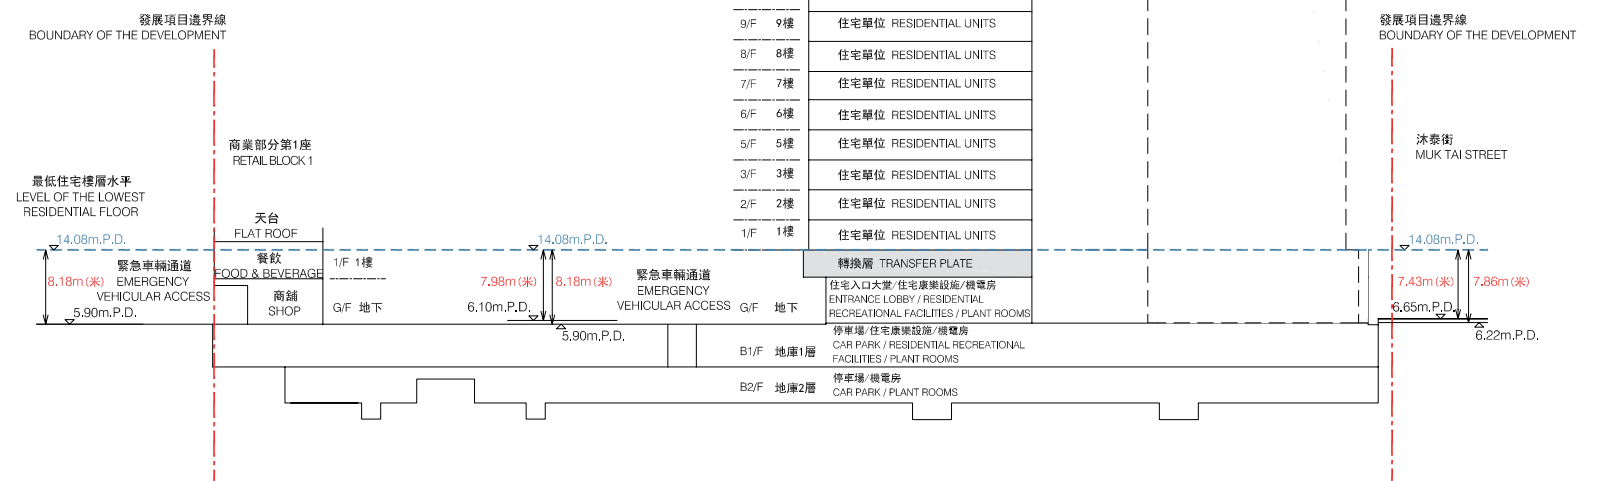 發展項目邊界線
BOUNDARY OF THE DEVELOPMENT
發展項目邊界線
BOUNDARY OF THE DEVELOPMENT
9/F 9樓 住宅單位 RESIDENTIAL UNITS
8/F 8樓 住宅單位 RESIDENTIAL UNITS
7/F 7樓 住宅單位 RESIDENTIAL UNITS
6/F 6樓 住宅單位 RESIDENTIAL UNITS
5/F 5樓 住宅單位 RESIDENTIAL UNITS
3/F 3樓 住宅單位 RESIDENTIAL UNITS
2/F 2樓 住宅單位 RESIDENTIAL UNITS
1/F 1樓 住宅單位 RESIDENTIAL UNITS
商業部分第1座
RETAIL BLOCK 1
沐泰街
MUK TAI STREET
最低住宅樓層水平
LEVEL OF THE LOWEST
RESIDENTIAL FLOOR
天台
FLAT ROOF
14.08m.P.D.
14.08m.P.D.
14.08m.P.D.
餐飲
FOOD & BEVERAGE
1/F 1樓
商舖
SHOP
G/F 地下
8.18m(米)
緊急車輛通道
EMERGENCY
VEHICULAR ACCESS
5.90m.P.D.
7.98m(米)
8.18m(米)
6.10m.P.D.
5.90m.P.D.
緊急車輛通道
EMERGENCY
VEHICULAR ACCESS
轉換層 TRANSFER PLATE
G/F 地下
住宅入口大堂/住宅康樂設施/機電房
ENTRANCE LOBBY / RESIDENTIAL
RECREATIONAL FACILITIES / PLANT ROOMS
7.43m(米)
7.86m(米)
6.65m.P.D.
6.22m.P.D.
B1/F 地庫1層
停車場/住宅康樂設施/機電房
CAR PARK / RESIDENTIAL RECREATIONAL
FACILITIES / PLANT ROOMS
B2/F 地庫2層
停車場/機電房
CAR PARK / PLANT ROOMS